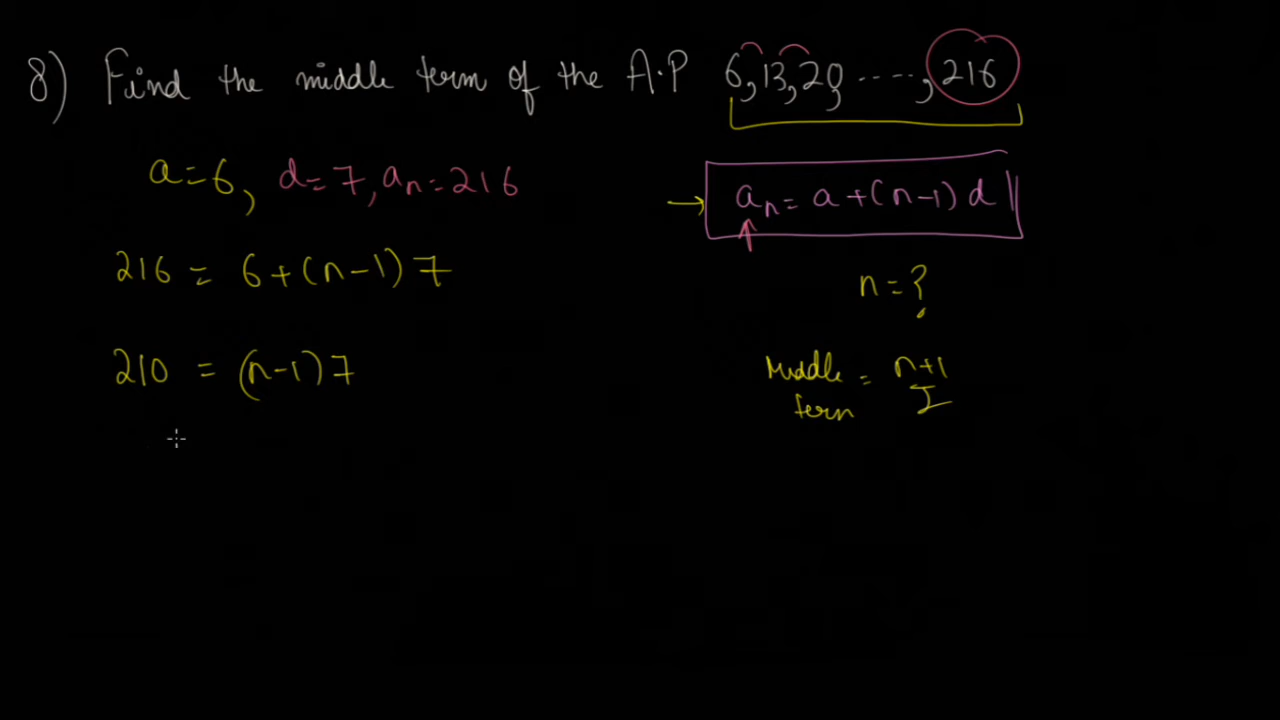 8) Find the middle term of the A.P 6, 13, 20, ....., 216
a=6, d=7, an=216
an = a+(n-1)d
216 = 6+(n-1)7
n=?
210 = (n-1)7
Middle term = n+1/2